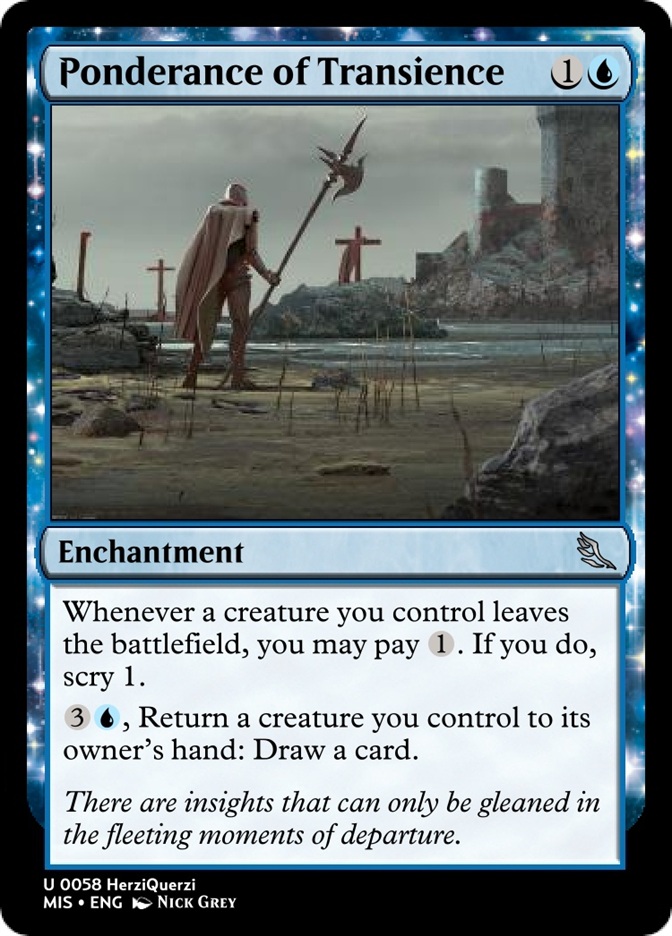 Ponderance of Transience 1
Enchantment
Whenever a creature you control leaves
the battlefield, you may pay 1. If you do,
scry 1.
3, Return a creature you control to its
owner's hand: Draw a card.
There are insights that can only be gleaned in
the fleeting moments of departure.
U 0058 HerziQuerzi
MIS • ENG Nick Grey